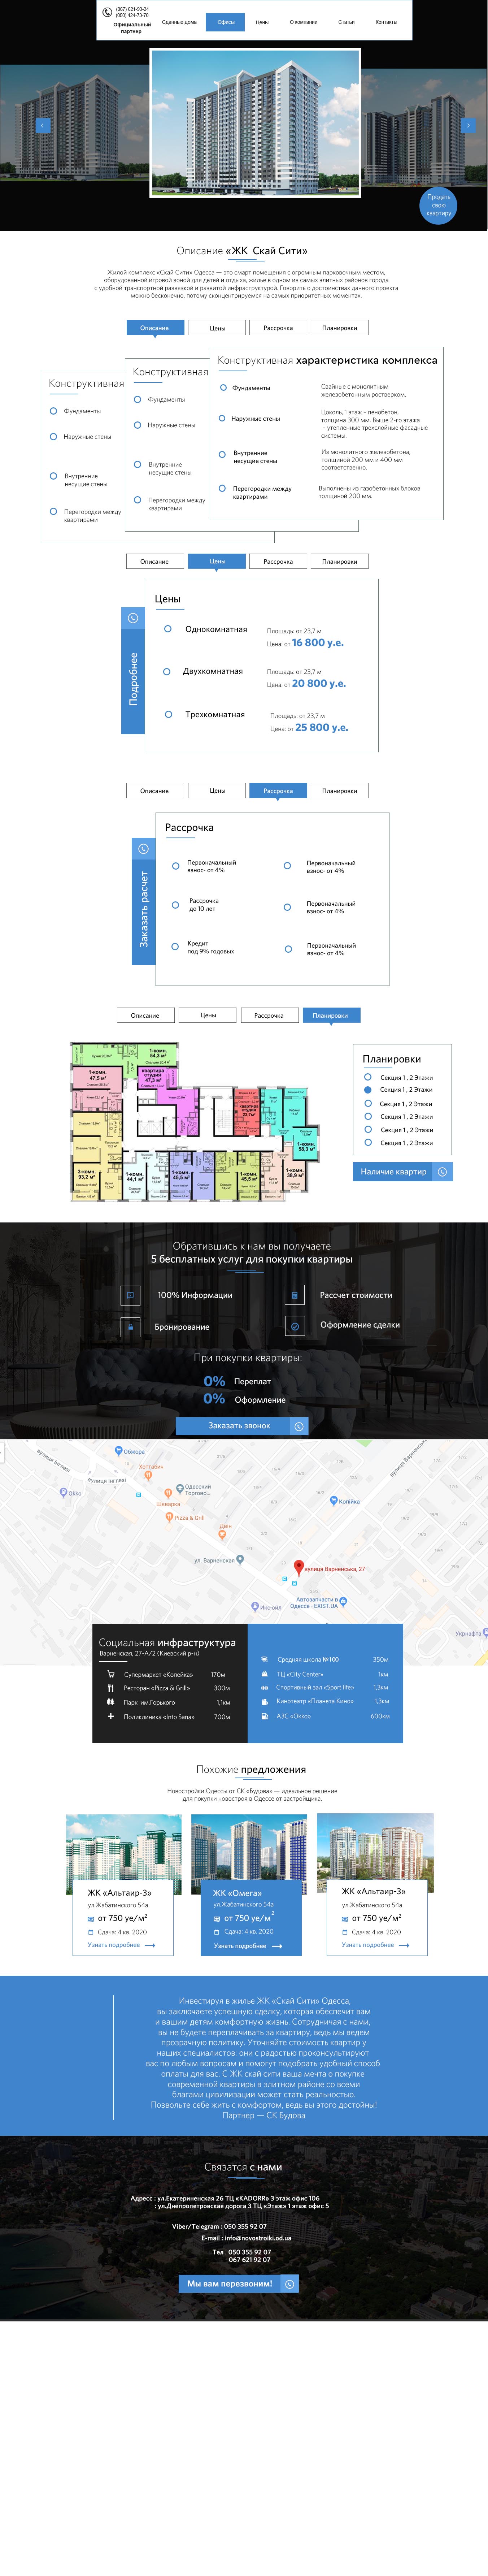 (067) 621-93-24
(050) 424-73-70
Официальный
партнер
Сданные дома
Офисы
Цены
О компании
Статьи
Контакты
Продать
свою
квартиру
Описание «ЖК Скай Сити»
Жилой комплекс «Скай Сити» Одесса — это смарт помещения с огромным парковочным местом,
оборудованной игровой зоной для детей и отдыха, жилье в одном из самых элитных районов города
с удобной транспортной развязкой и развитой инфраструктурой. Говорить о достоинствах данного проекта
можно бесконечно, потому сконцентрируемся на самых приоритетных моментах.
Описание
Цены
Рассрочка
Планировки
Конструктивная
Фундаменты
Наружные стены
Внутренние
несущие стены
Перегородки между
квартирами
Конструктивная
Фундаменты
Наружные стены
Внутренние
несущие стены
Перегородки между
квартирами
Конструктивная характеристика комплекса
Фундаменты
Свайные с монолитным
железобетонным ростверком.
Наружные стены
Цоколь, 1 этаж – пенобетон,
толщина 300 мм. Выше 2-го этажа
– утепленные трехслойные фасадные
системы.
Внутренние
несущие стены
Из монолитного железобетона,
толщиной 200 мм и 400 мм
соответственно.
Перегородки между
квартирами
Выполнены из газобетонных блоков
толщиной 200 мм.
Описание
Цены
Рассрочка
Планировки
Подробнее
Цены
Однокомнатная
Площадь: от 23,7 м
Цена: от 16 800 у.е.
Двухкомнатная
Площадь: от 23,7 м
Цена: от 20 800 у.е.
Трехкомнатная
Площадь: от 23,7 м
Цена: от 25 800 у.е.
Описание
Цены
Рассрочка
Планировки
Заказать расчет
Рассрочка
Первоначальный
взнос- от 4%
Первоначальный
взнос- от 4%
Рассрочка
до 10 лет
Первоначальный
взнос- от 4%
Кредит
под 9% годовых
Первоначальный
взнос- от 4%
Описание
Цены
Рассрочка
Планировки
1-комн.
54,3 м²
1-комн.
47,5 м²
квартира
студия
47,3 м²
квартира
студия
23,7м²
3-комн.
93,2 м²
1-комн.
44,1 м²
1-комн.
45,5 м²
1-комн.
45,5 м²
1-комн.
38,9 м²
1-комн.
58,3 м²
Планировки
Секция 1 , 2 Этажи
Секция 1 , 2 Этажи
Секция 1 , 2 Этажи
Секция 1 , 2 Этажи
Секция 1 , 2 Этажи
Секция 1 , 2 Этажи
Наличие квартир
Обратившись к нам вы получаете
5 бесплатных услуг для покупки квартиры
100% Информации
Рассчет стоимости
Бронирование
Оформление сделки
При покупки квартиры:
0% Переплат
0% Оформление
Заказать звонок
Обжора
вулиця Інглезі
Хоттабич
вулиця Інглезі
Okko
Одесский
Торгово...
Шкварка
Pizza & Grill
Дзен
Копійка
ул. Варненская
вулиця Варненська, 27
Автозапчасти в
Одессе - EXIST.UA
Икс-ойл
Укрнафта
Социальная инфраструктура
Варненская, 27-А/2 (Киевский р-н)
Супермаркет «Копейка» 170м
Ресторан «Pizza & Grill» 300м
Парк им.Горького 1,1км
Поликлиника «Into Sana» 700м
Средняя школа №100 350м
ТЦ «City Center» 1км
Спортивный зал «Sport life» 1,3км
Кинотеатр «Планета Кино» 1,3км
АЗС «Okko» 600км
Похожие предложения
Новостройки Одессы от СК «Будова» — идеальное решение
для покупки новостроя в Одессе от застройщика.
ЖК «Альтаир-3»
ул.Жабатинского 54а
от 750 уе/м²
Сдача: 4 кв. 2020
Узнать подробнее
ЖК «Омега»
ул.Жабатинского 54а
от 750 уе/м²
Сдача: 4 кв. 2020
Узнать подробнее
ЖК «Альтаир-3»
ул.Жабатинского 54а
от 750 уе/м²
Сдача: 4 кв. 2020
Узнать подробнее
Инвестируя в жилье ЖК «Скай Сити» Одесса,
вы заключаете успешную сделку, которая обеспечит вам
и вашим детям комфортную жизнь. Сотрудничая с нами,
вы не будете переплачивать за квартиру, ведь мы ведем
прозрачную политику. Уточняйте стоимость квартир у
наших специалистов: они с радостью проконсультируют
вас по любым вопросам и помогут подобрать удобный способ
оплаты для вас. С ЖК скай сити ваша мечта о покупке
современной квартиры в элитном районе со всеми
благами цивилизации может стать реальностью.
Позвольте себе жить с комфортом, ведь вы этого достойны!
Партнер — СК Будова
Связатся с нами
Адресс : ул.Екатериненская 26 ТЦ «KADORR» 3 этаж офис 106
: ул.Днепропетровская дорога 3 ТЦ «Этаж» 1 этаж офис 5
Viber/Telegram : 050 355 92 07
E-mail : info@novostroiki.od.ua
Тел : 050 355 92 07
067 621 92 07
Мы вам перезвоним!